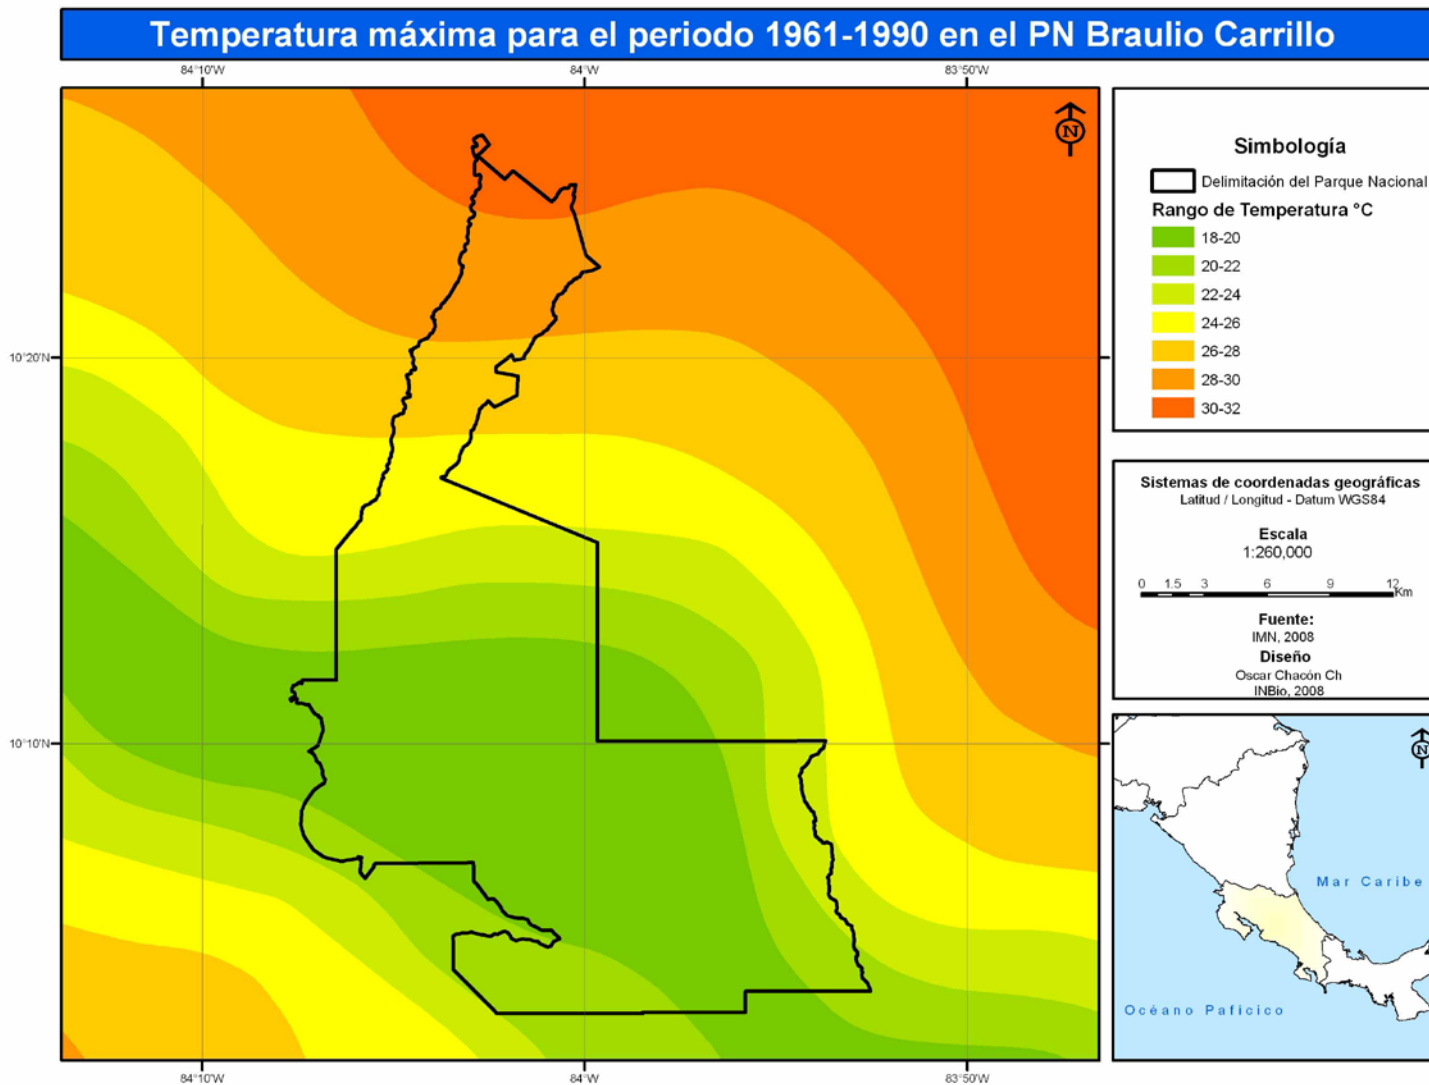 Temperatura máxima para el periodo 1961-1990 en el PN Braulio Carrillo
84°10'W
84°W
83°50'W
N
10°20'N
10°10'N
84°10'W
84°W
83°50'W
Simbología
Delimitación del Parque Nacional
Rango de Temperatura °C
18-20
20-22
22-24
24-26
26-28
28-30
30-32
Sistemas de coordenadas geográficas
Latitud / Longitud - Datum WGS84
Escala
1:260,000
0 1.5 3 6 9 12 Km
Fuente:
IMN, 2008
Diseño
Oscar Chacón Ch
INBio, 2008
N
Mar Caribe
Océano Paficico